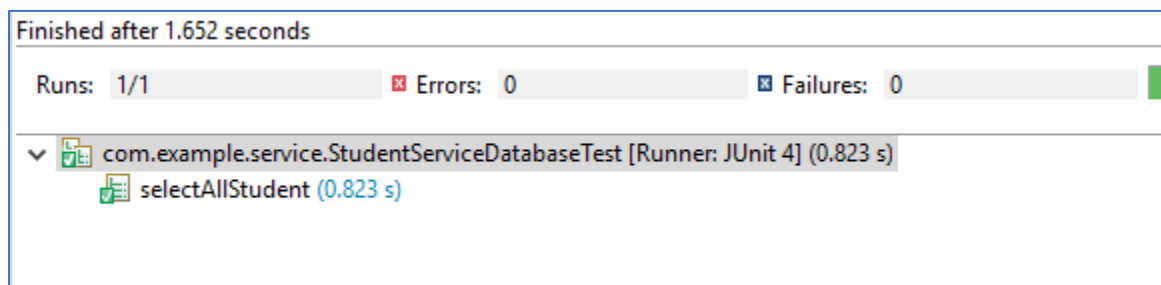 Finished after 1.652 seconds
Runs: 1/1 Errors: 0 Failures: 0
com.example.service.StudentServiceDatabaseTest [Runner: JUnit 4] (0.823 s)
selectAllStudent (0.823 s)